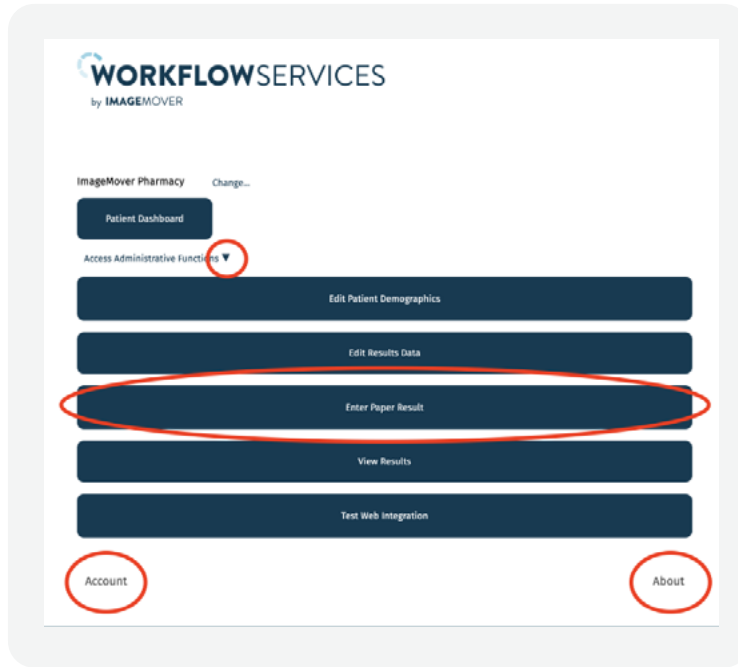 WORKFLOWSERVICES
by IMAGEMOVER
ImageMover Pharmacy Change...
Patient Dashboard
Access Administrative Functions ▼
Edit Patient Demographics
Edit Results Data
Enter Paper Result
View Results
Test Web Integration
Account About